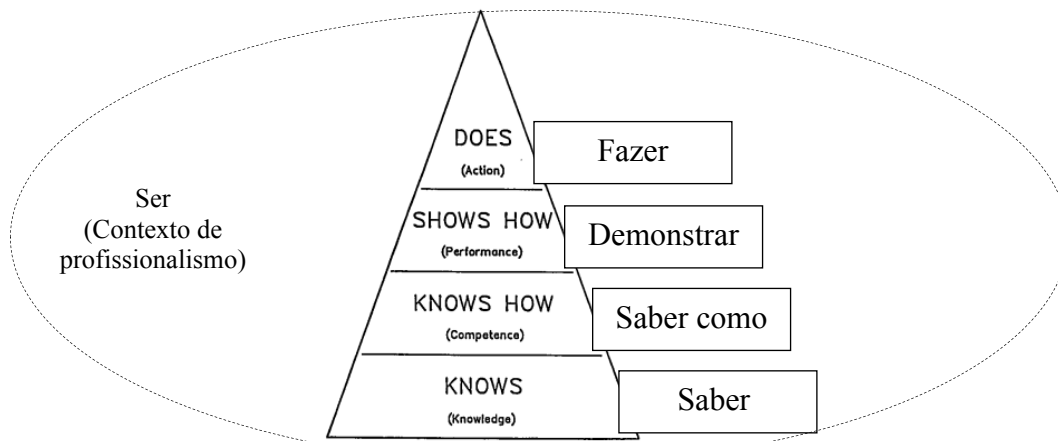 DOES
(Action)
Fazer
Ser
(Contexto de
profissionalismo)
SHOWS HOW
(Performance)
Demonstrar
KNOWS HOW
(Competence)
Saber como
KNOWS
(Knowledge)
Saber